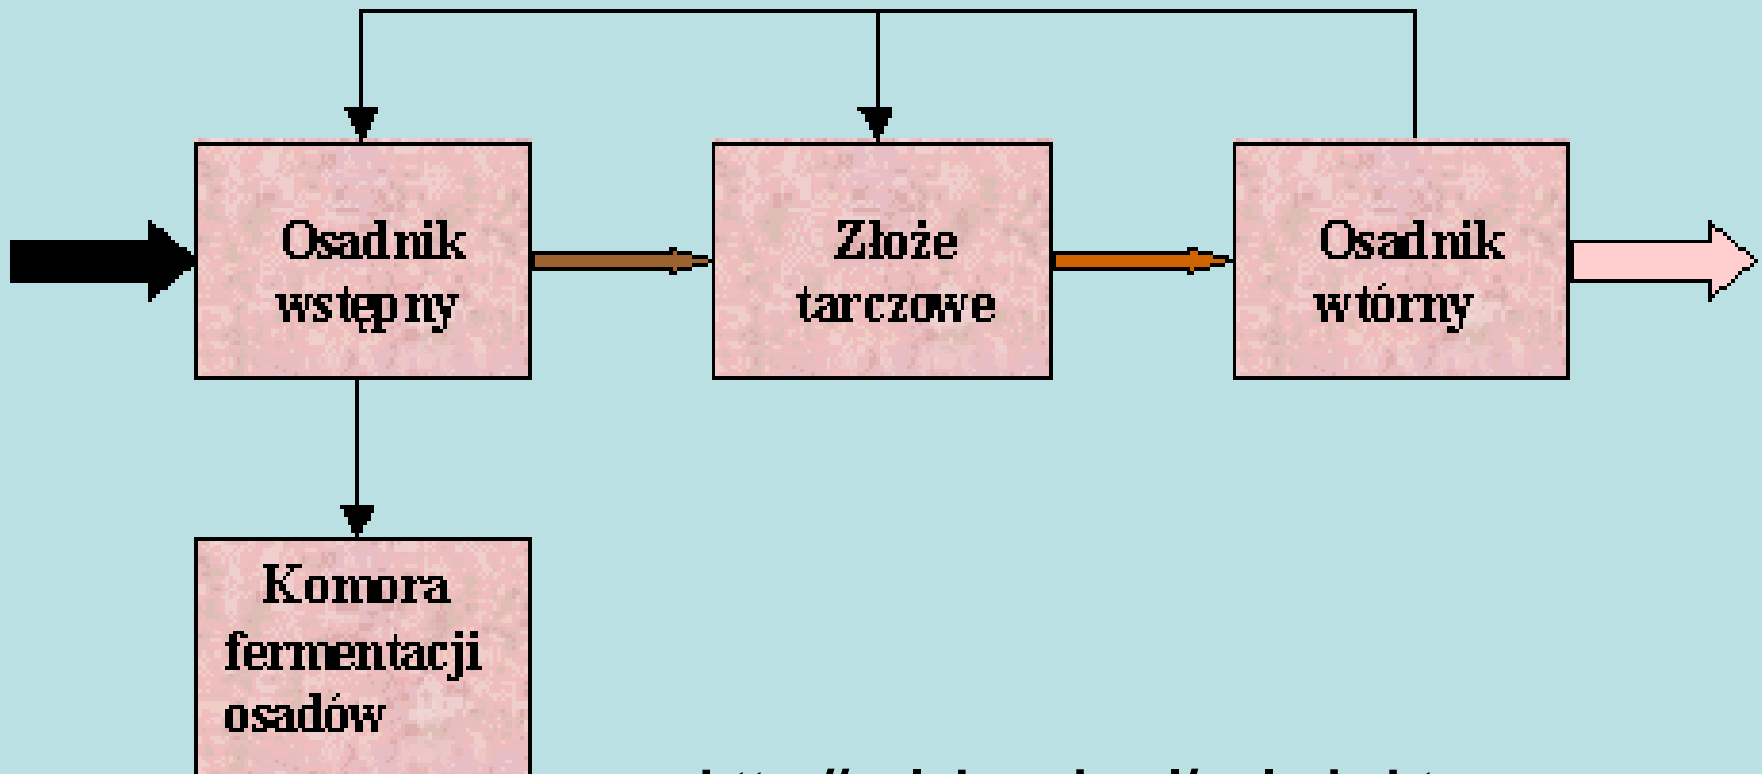 Osadnik
wstępny
Złoże
tarczowe
Osadnik
wtórny
Komora
fermentacji
osadów